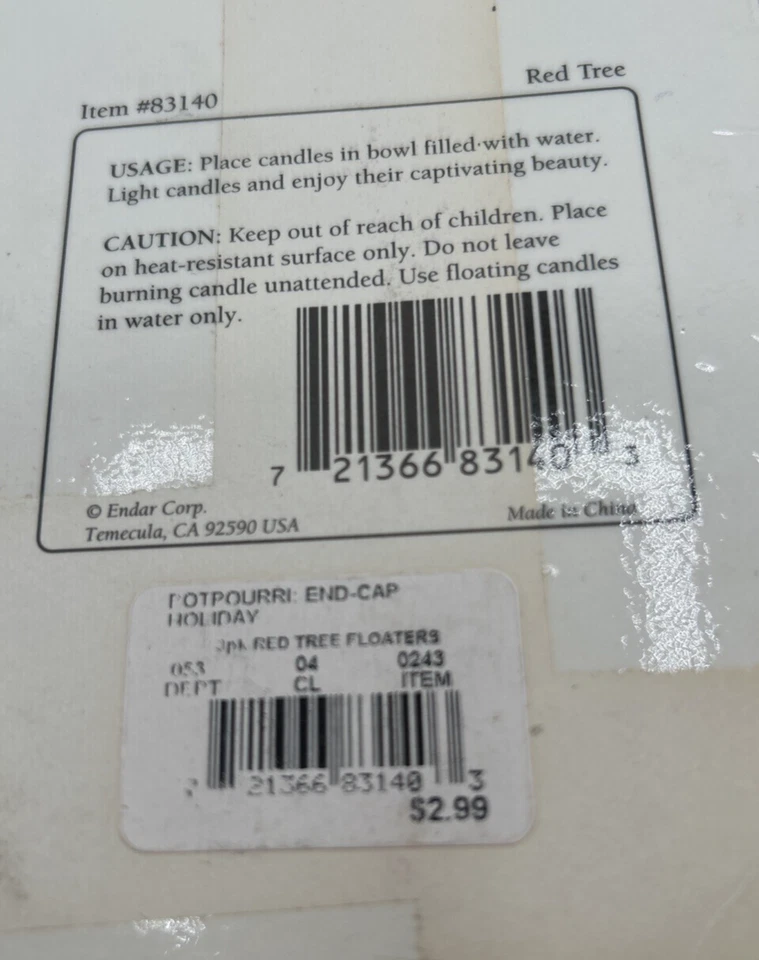 Item #83140
Red Tree
USAGE: Place candles in bowl filled with water.
Light candles and enjoy their captivating beauty.
CAUTION: Keep out of reach of children. Place
on heat-resistant surface only. Do not leave
burning candle unattended. Use floating candles
in water only.
7 21366 83140 3
© Endar Corp.
Temecula, CA 92590 USA
Made in China
POTPOURRI: END-CAP
HOLIDAY
3pk RED TREE FLOATERS
053 04 0243
DEPT CL ITEM
21366 83140 3
$2.99